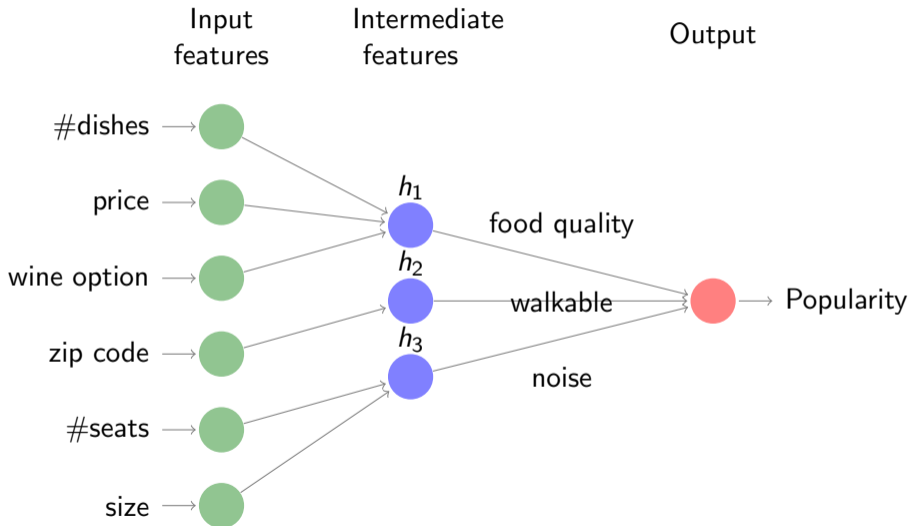 Input
features
Intermediate
features
Output
#dishes
price
wine option
zip code
#seats
size
h1
h2
h3
food quality
walkable
noise
Popularity